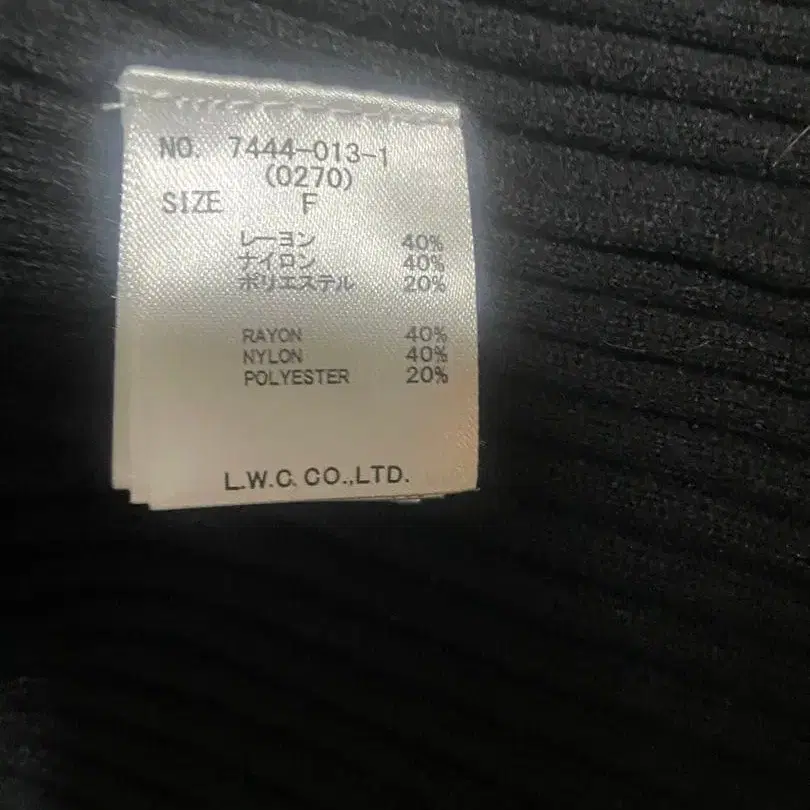 NO. 7444-013-1
(0270)
SIZE F
レーヨン 40%
ナイロン 40%
ポリエステル 20%
RAYON 40%
NYLON 40%
POLYESTER 20%
L.W.C. CO.,LTD.